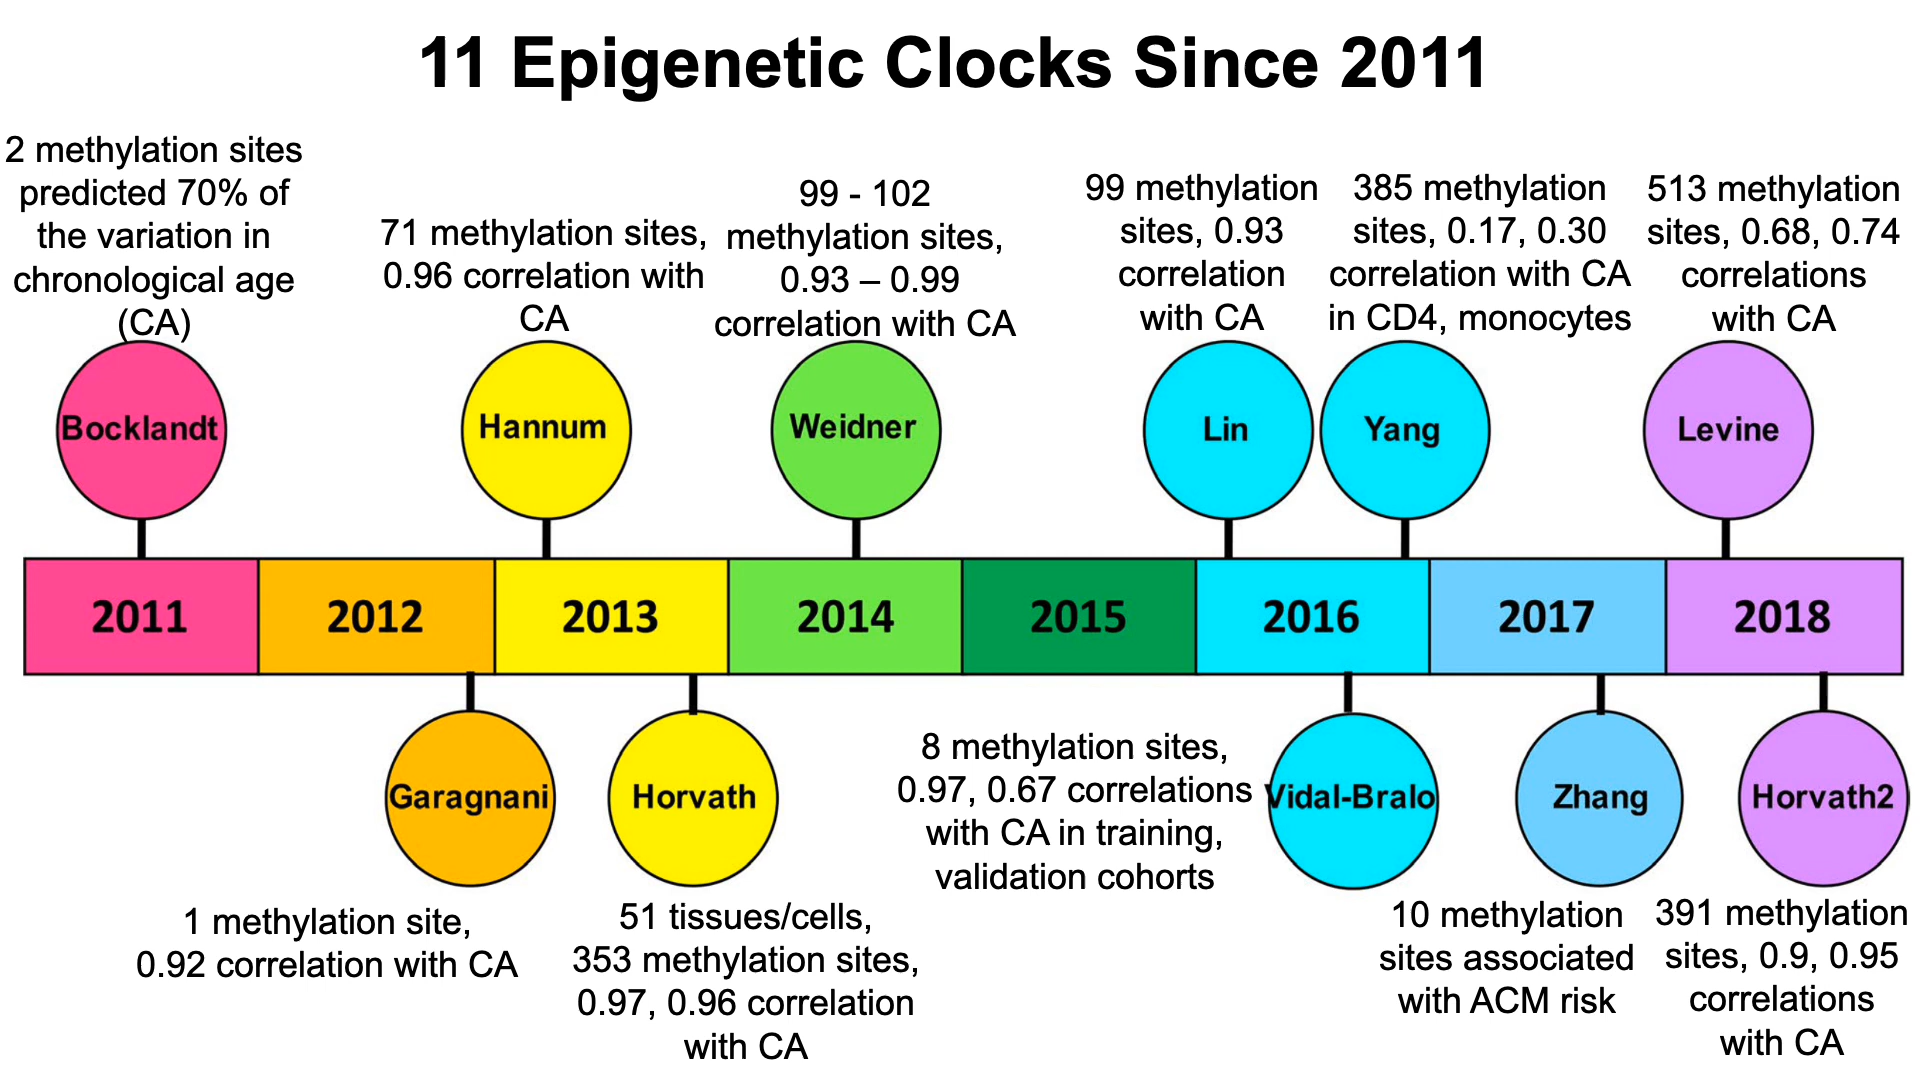 11 Epigenetic Clocks Since 2011
2 methylation sites
predicted 70% of
the variation in
chronological age
(CA)
71 methylation sites,
0.96 correlation with
CA
99 - 102
methylation sites,
0.93 – 0.99
correlation with CA
99 methylation
sites, 0.93
correlation
with CA
385 methylation
sites, 0.17, 0.30
correlation with CA
in CD4, monocytes
513 methylation
sites, 0.68, 0.74
correlations
with CA
Bocklandt
Hannum
Weidner
Lin
Yang
Levine
2011
2012
2013
2014
2015
2016
2017
2018
Garagnani
Horvath
8 methylation sites,
0.97, 0.67 correlations
with CA in training,
validation cohorts
Vidal-Bralo
Zhang
Horvath2
1 methylation site,
0.92 correlation with CA
51 tissues/cells,
353 methylation sites,
0.97, 0.96 correlation
with CA
10 methylation
sites associated
with ACM risk
391 methylation
sites, 0.9, 0.95
correlations
with CA